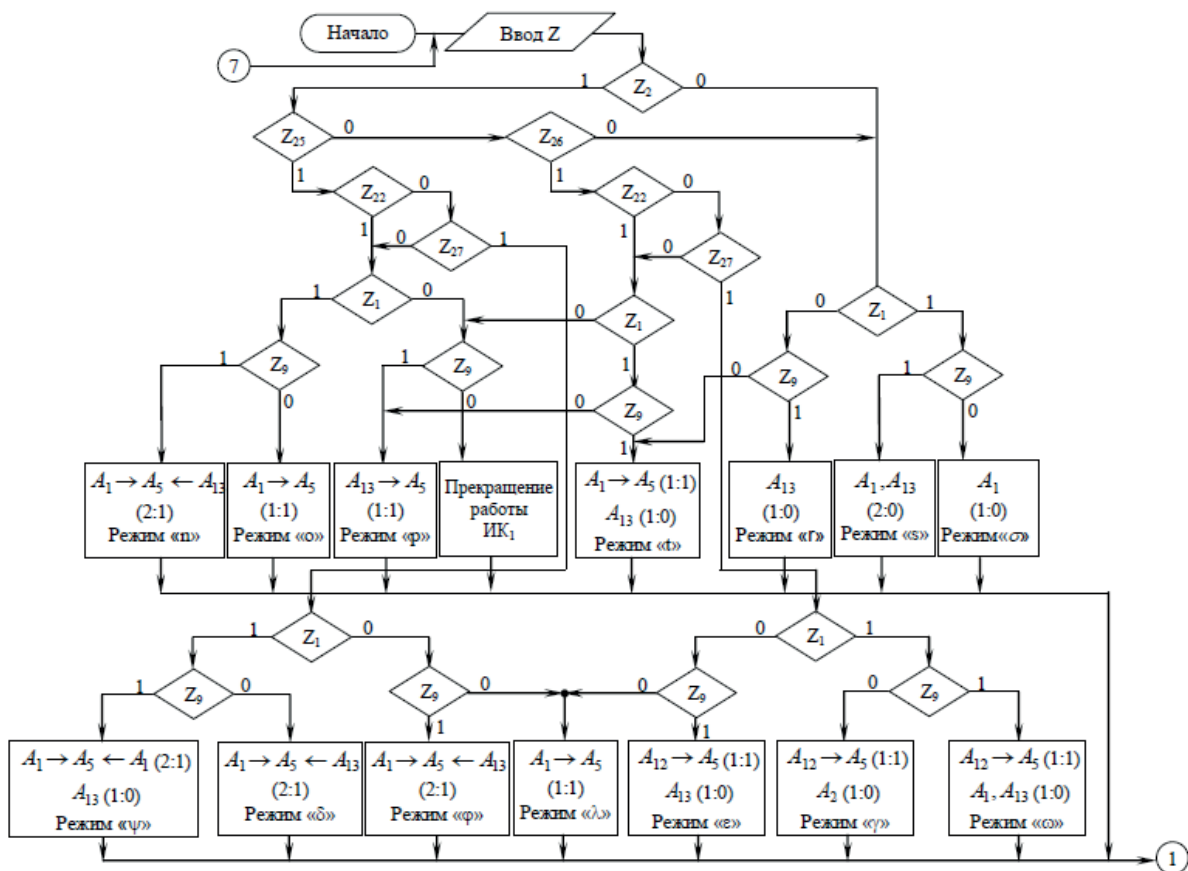 Начало
Ввод Z
7
1
Z2
0
Z25
0
Z26
0
1
Z22
0
1
Z22
0
1
0
Z27
1
1
0
Z27
1
1
Z1
0
0
Z1
1
0
Z1
1
1
Z9
0
1
Z9
0
Z9
1
0
Z9
1
1
Z9
0
A1 → A5 ← A13
(2:1)
Режим «n»
A1 → A5
(1:1)
Режим «o»
A13 → A5
(1:1)
Режим «p»
Прекращение
работы
ИК1
A1 → A5 (1:1)
A13 (1:0)
Режим «t»
A13
(1:0)
Режим «r»
A1, A13
(2:0)
Режим «s»
A1
(1:0)
Режим«σ»
1
Z1
0
0
Z1
1
1
Z9
0
Z9
0
1
0
Z9
1
0
Z9
1
A1 → A5 ← A1 (2:1)
A13 (1:0)
Режим «ψ»
A1 → A5 ← A13
(2:1)
Режим «δ»
A1 → A5 ← A13
(2:1)
Режим «φ»
A1 → A5
(1:1)
Режим «λ»
A12 → A5 (1:1)
A13 (1:0)
Режим «ε»
A12 → A5 (1:1)
A2 (1:0)
Режим «γ»
A12 → A5 (1:1)
A1, A13 (1:0)
Режим «ω»
1